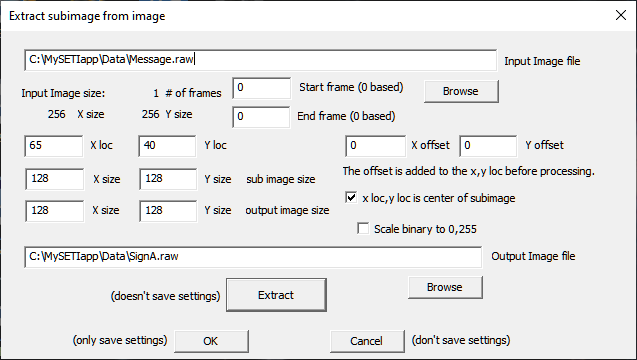 Extract subimage from image
C:\MySETIapp\Data\Message.raw Input Image file
Input Image size: 1 # of frames 0 Start frame (0 based) Browse
256 X size 256 Y size 0 End frame (0 based)
65 X loc 40 Y loc 0 X offset 0 Y offset
The offset is added to the x,y loc before processing.
128 X size 128 Y size sub image size
x loc,y loc is center of subimage
128 X size 128 Y size output image size
Scale binary to 0,255
C:\MySETIapp\Data\SignA.raw Output Image file
(doesn't save settings) Extract Browse
(only save settings) OK Cancel (don't save settings)